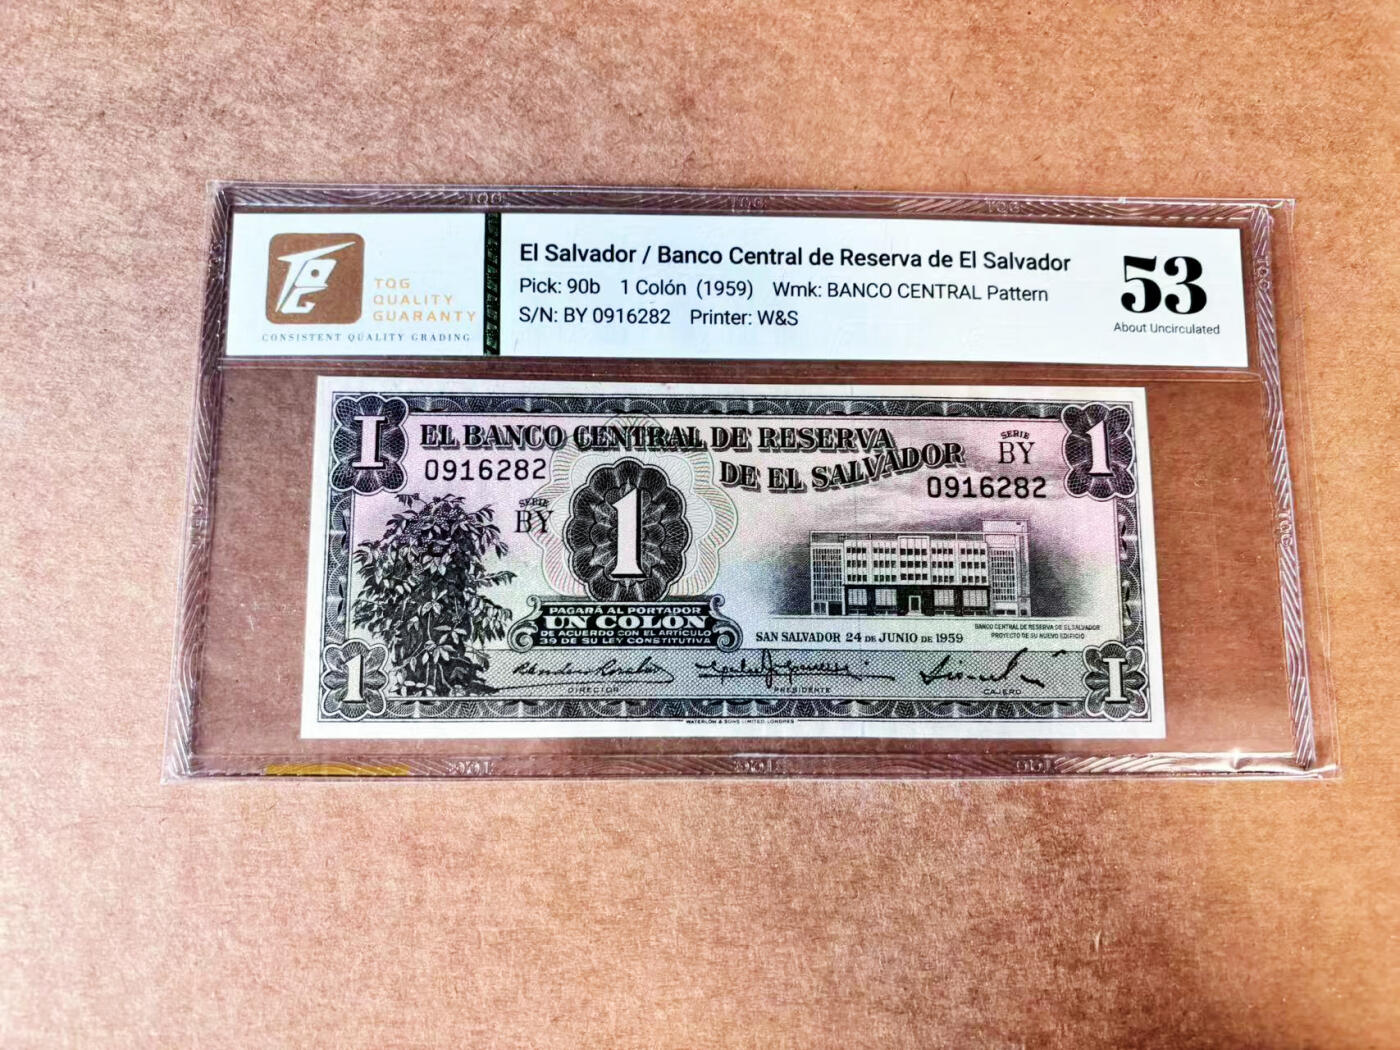 TQG TQG TQG
TQG
QUALITY
GUARANTY
CONSISTENT QUALITY GRADING
El Salvador / Banco Central de Reserva de El Salvador
Pick: 90b 1 Colón (1959) Wmk: BANCO CENTRAL Pattern
S/N: BY 0916282 Printer: W&S
53
About Uncirculated
1 1
EL BANCO CENTRAL DE RESERVA
DE EL SALVADOR
0916282
SERIE
BY
0916282
SERIE
BY
1
PAGARÁ AL PORTADOR
UN COLÓN
DE ACUERDO CON EL ARTICULO
39 DE SU LEY CONSTITUTIVA
BANCO CENTRAL DE RESERVA DE EL SALVADOR
PROYECTO DE SU NUEVO EDIFICIO
SAN SALVADOR 24 DE JUNIO DE 1959
1 1
DIRECTOR PRESIDENTE CAJERO
WATERLOW & SONS LIMITED, LONDRES